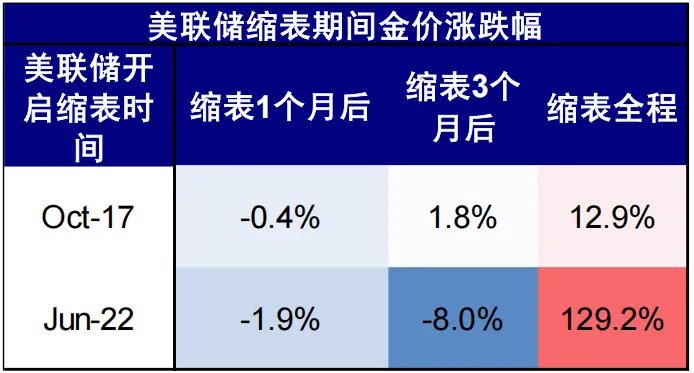 美联储缩表期间金价涨跌幅
美联储开
启缩表时
间
缩表1个月后
缩表3个
月后
缩表全程
Oct-17
-0.4%
1.8%
12.9%
Jun-22
-1.9%
-8.0%
129.2%